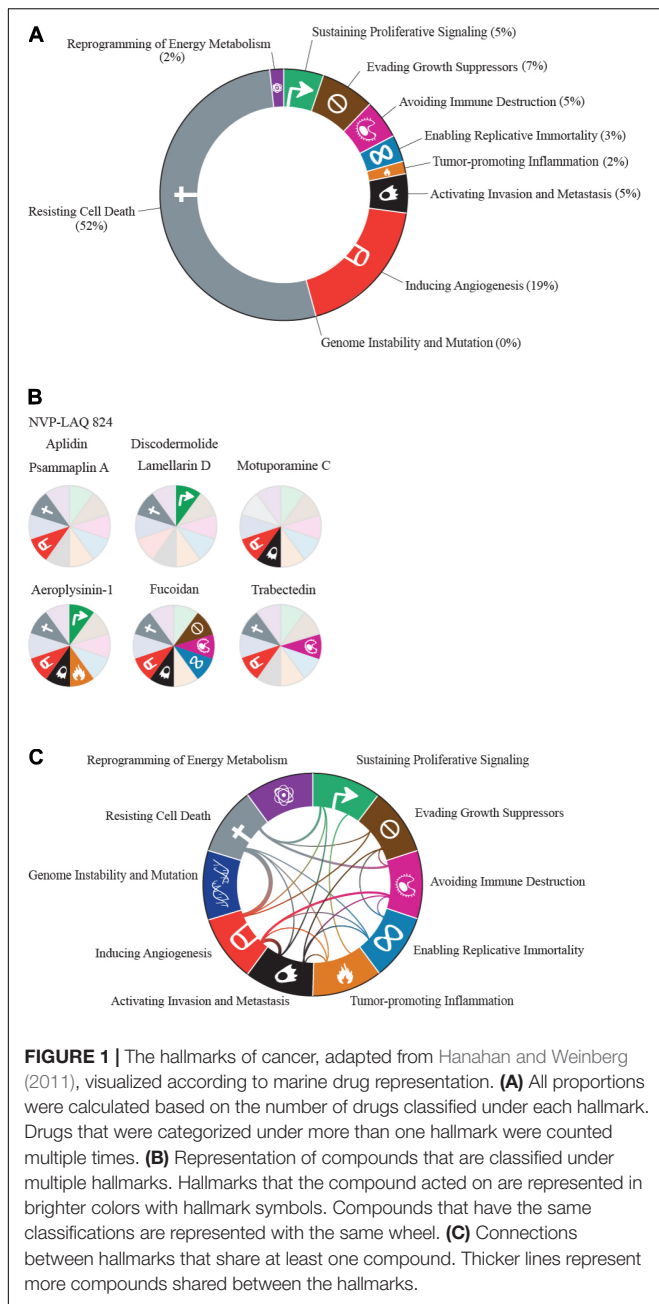 A
Reprogramming of Energy Metabolism
(2%)
Sustaining Proliferative Signaling (5%)
Evading Growth Suppressors (7%)
Avoiding Immune Destruction (5%)
Enabling Replicative Immortality (3%)
Tumor-promoting Inflammation (2%)
Activating Invasion and Metastasis (5%)
Resisting Cell Death
(52%)
Inducing Angiogenesis (19%)
Genome Instability and Mutation (0%)
B
NVP-LAQ 824
Aplidin
Psammaplin A
Discodermolide
Lamellarin D
Motuporamine C
Aeroplysinin-1
Fucoidan
Trabectedin
C
Reprogramming of Energy Metabolism
Sustaining Proliferative Signaling
Resisting Cell Death
Evading Growth Suppressors
Genome Instability and Mutation
Avoiding Immune Destruction
Inducing Angiogenesis
Enabling Replicative Immortality
Activating Invasion and Metastasis
Tumor-promoting Inflammation
FIGURE 1 | The hallmarks of cancer, adapted from Hanahan and Weinberg
(2011), visualized according to marine drug representation. (A) All proportions
were calculated based on the number of drugs classified under each hallmark.
Drugs that were categorized under more than one hallmark were counted
multiple times. (B) Representation of compounds that are classified under
multiple hallmarks. Hallmarks that the compound acted on are represented in
brighter colors with hallmark symbols. Compounds that have the same
classifications are represented with the same wheel. (C) Connections
between hallmarks that share at least one compound. Thicker lines represent
more compounds shared between the hallmarks.